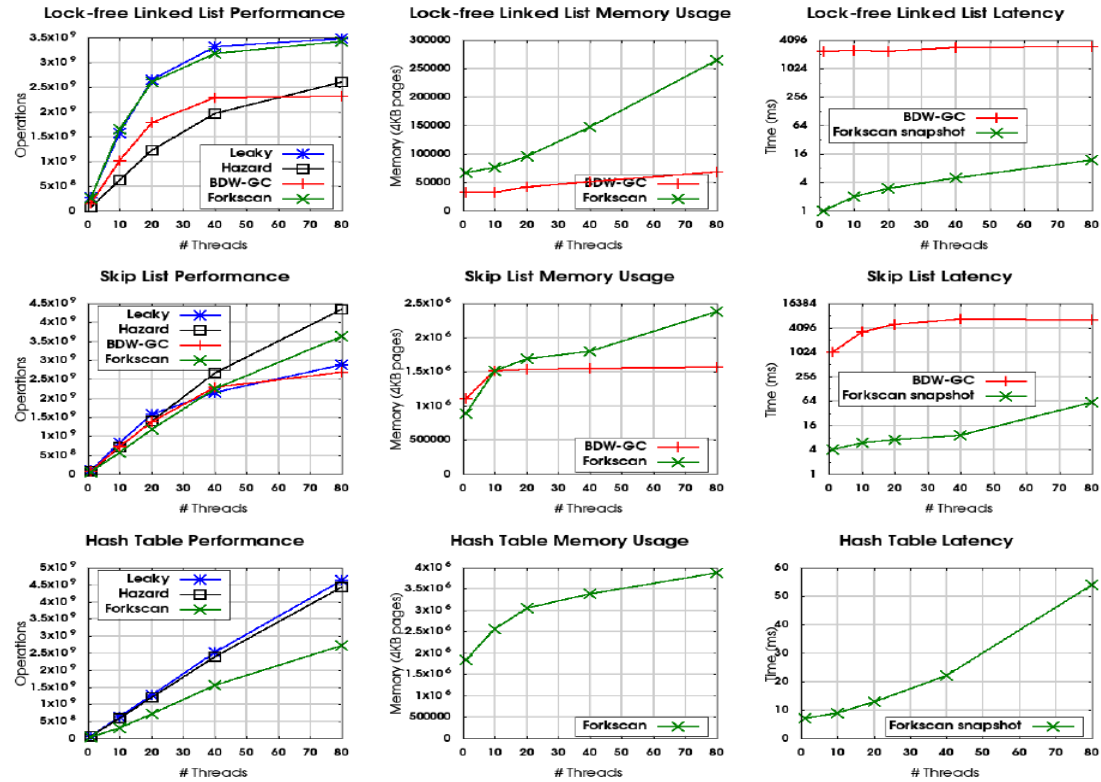 Lock-free Linked List Performance
3.5x10^9
3x10^9
2.5x10^9
2x10^9
1.5x10^9
1x10^9
5x10^8
0
Operations
Leaky
Hazard
BDW-GC
Forkscan
0 10 20 30 40 50 60 70 80
# Threads
Lock-free Linked List Memory Usage
300000
250000
200000
150000
100000
50000
0
Memory (4KB pages)
BDW-GC
Forkscan
0 10 20 30 40 50 60 70 80
# Threads
Lock-free Linked List Latency
4096
1024
256
64
16
4
1
Time (ms)
BDW-GC
Forkscan snapshot
0 10 20 30 40 50 60 70 80
# Threads
Skip List Performance
4.5x10^9
4x10^9
3.5x10^9
3x10^9
2.5x10^9
2x10^9
1.5x10^9
1x10^9
5x10^8
0
Operations
Leaky
Hazard
BDW-GC
Forkscan
0 10 20 30 40 50 60 70 80
# Threads
Skip List Memory Usage
2.5x10^6
2x10^6
1.5x10^6
1x10^6
500000
0
Memory (4KB pages)
BDW-GC
Forkscan
0 10 20 30 40 50 60 70 80
# Threads
Skip List Latency
16384
4096
1024
256
64
16
4
1
Time (ms)
BDW-GC
Forkscan snapshot
0 10 20 30 40 50 60 70 80
# Threads
Hash Table Performance
5x10^9
4.5x10^9
4x10^9
3.5x10^9
3x10^9
2.5x10^9
2x10^9
1.5x10^9
1x10^9
5x10^8
0
Operations
Leaky
Hazard
Forkscan
0 10 20 30 40 50 60 70 80
# Threads
Hash Table Memory Usage
4x10^6
3.5x10^6
3x10^6
2.5x10^6
2x10^6
1.5x10^6
1x10^6
500000
0
Memory (4KB pages)
Forkscan
0 10 20 30 40 50 60 70 80
# Threads
Hash Table Latency
60
50
40
30
20
10
0
Time (ms)
Forkscan snapshot
0 10 20 30 40 50 60 70 80
# Threads